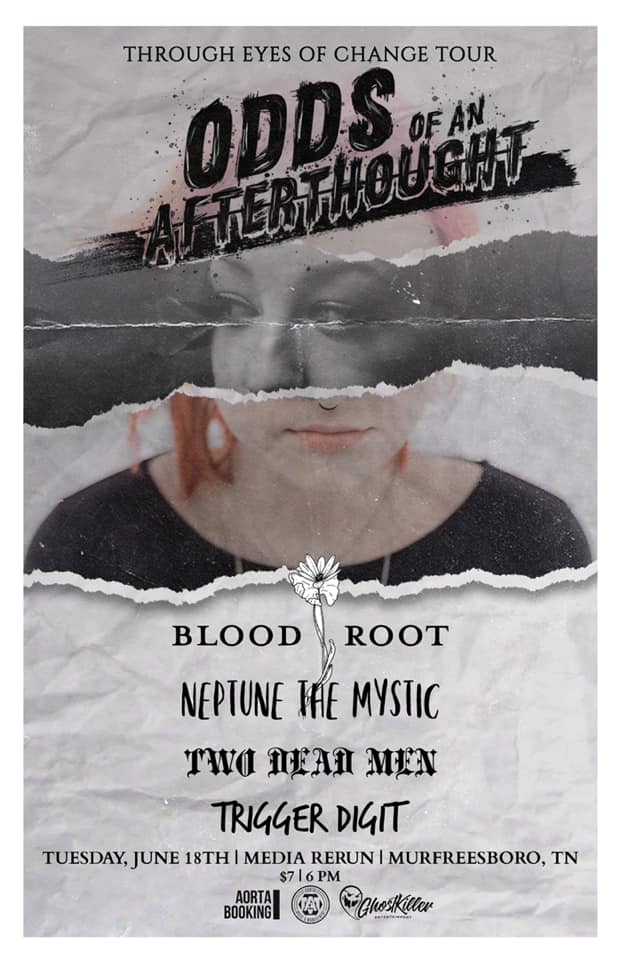 THROUGH EYES OF CHANGE TOUR
ODDS OF AN
AFTERTHOUGHT
BLOOD ROOT
NEPTUNE THE MYSTIC
TWO DEAD MEN
TRIGGER DIGIT
TUESDAY, JUNE 18TH | MEDIA RERUN | MURFREESBORO, TN
$7 | 6 PM
AORTA
BOOKING
GhostKiller
ENTERTAINMENT